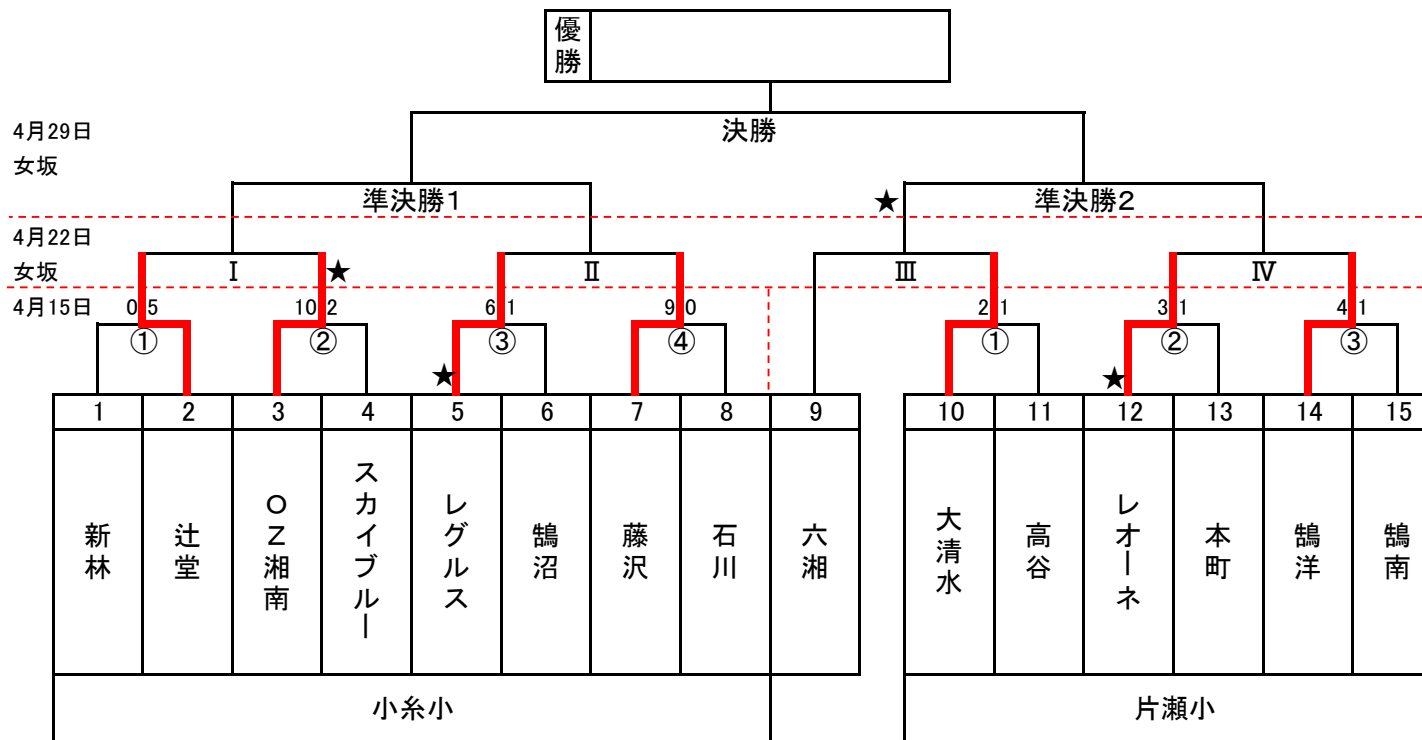 優勝
4月29日
決勝
女坂
準決勝1
★
準決勝2
4月22日
女坂
Ⅰ
★
Ⅱ
Ⅲ
Ⅳ
4月15日
0 5
10 2
6 1
9 0
2 1
3 1
4 1
①
②
③
④
①
②
③
★
★
1 2 3 4 5 6 7 8 9 10 11 12 13 14 15
新林
辻堂
OZ湘南
スカイブルー
レグルス
鵠沼
藤沢
石川
六湘
大清水
高谷
レオーネ
本町
鵠洋
鵠南
小糸小
片瀬小